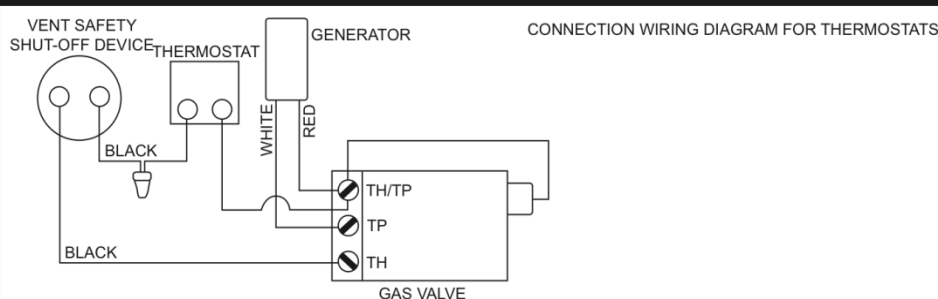 CONNECTION WIRING DIAGRAM FOR THERMOSTATS
VENT SAFETY
SHUT-OFF DEVICE
THERMOSTAT
GENERATOR
WHITE
RED
BLACK
TH/TP
TP
BLACK
TH
GAS VALVE